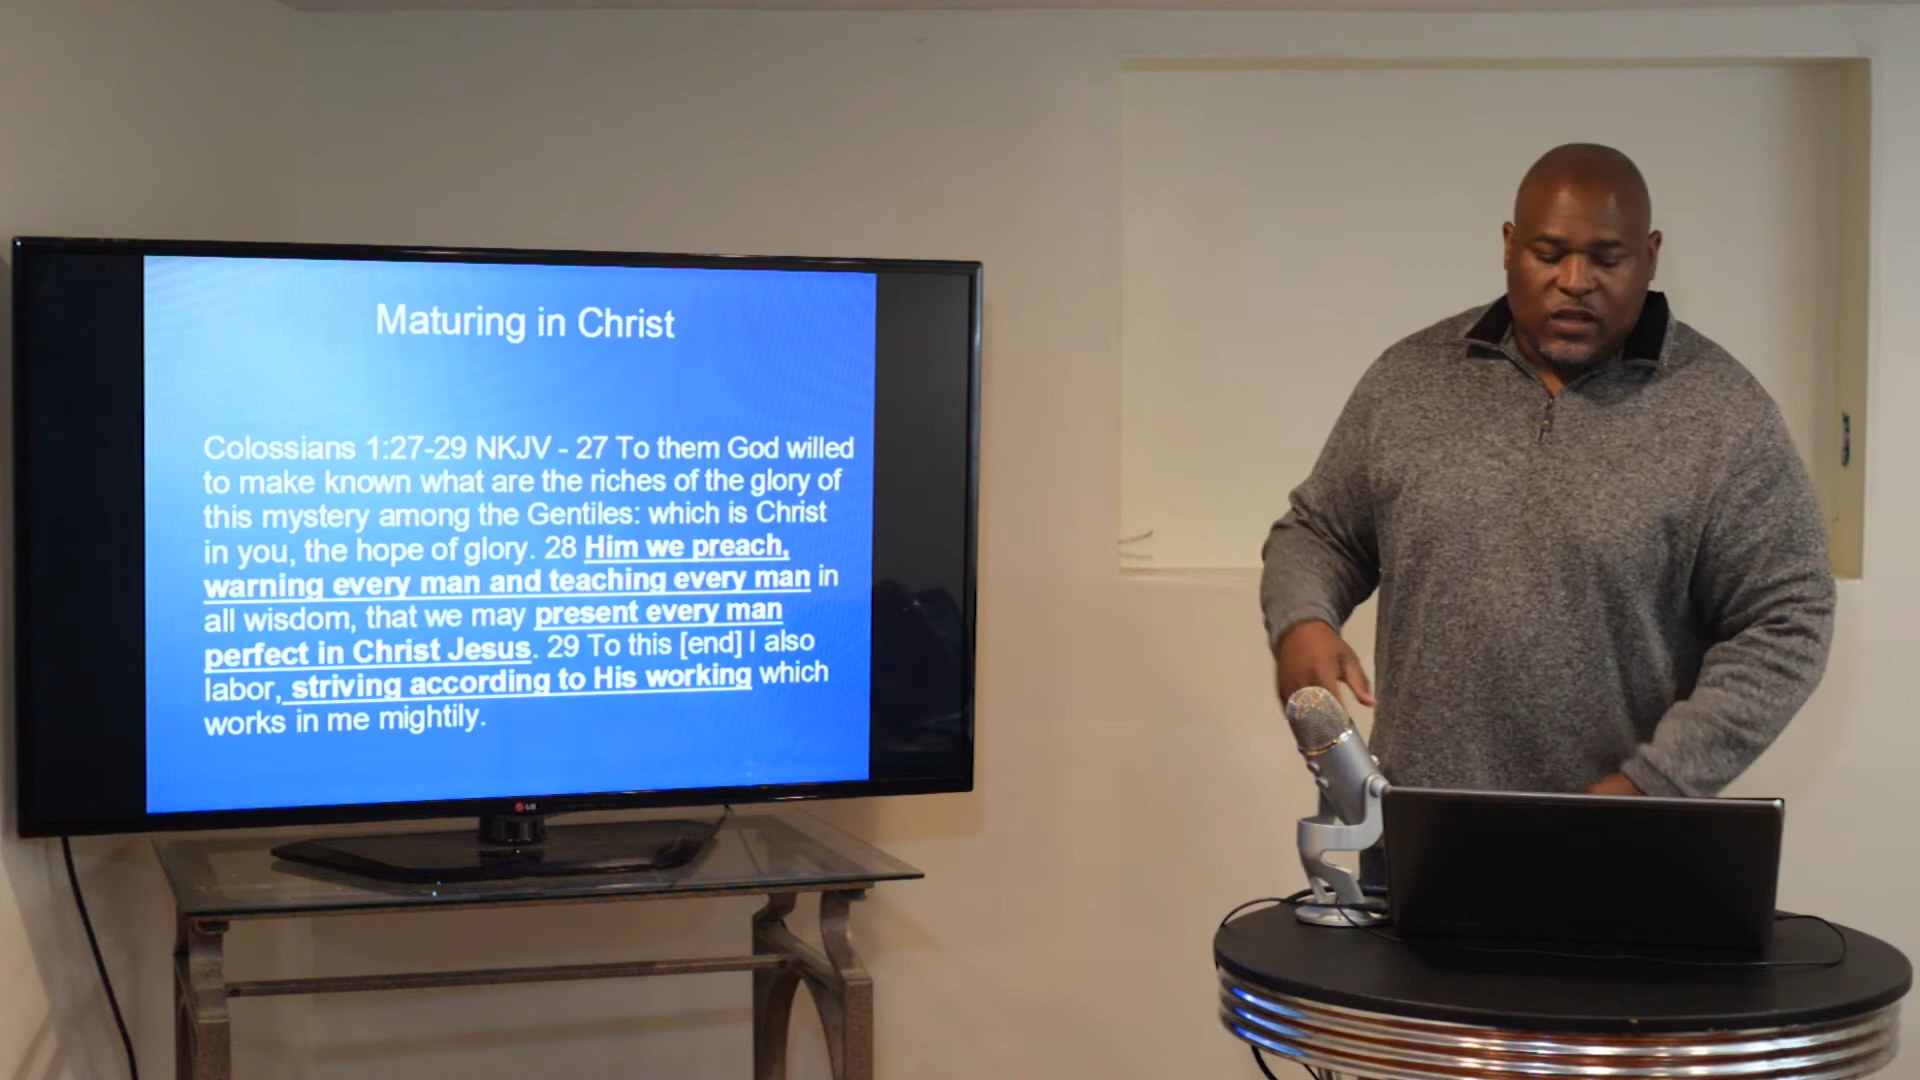 Maturing in Christ
Colossians 1:27-29 NKJV - 27 To them God willed
to make known what are the riches of the glory of
this mystery among the Gentiles: which is Christ
in you, the hope of glory. 28 Him we preach,
warning every man and teaching every man in
all wisdom, that we may present every man
perfect in Christ Jesus. 29 To this [end] I also
labor, striving according to His working which
works in me mightily.
LG